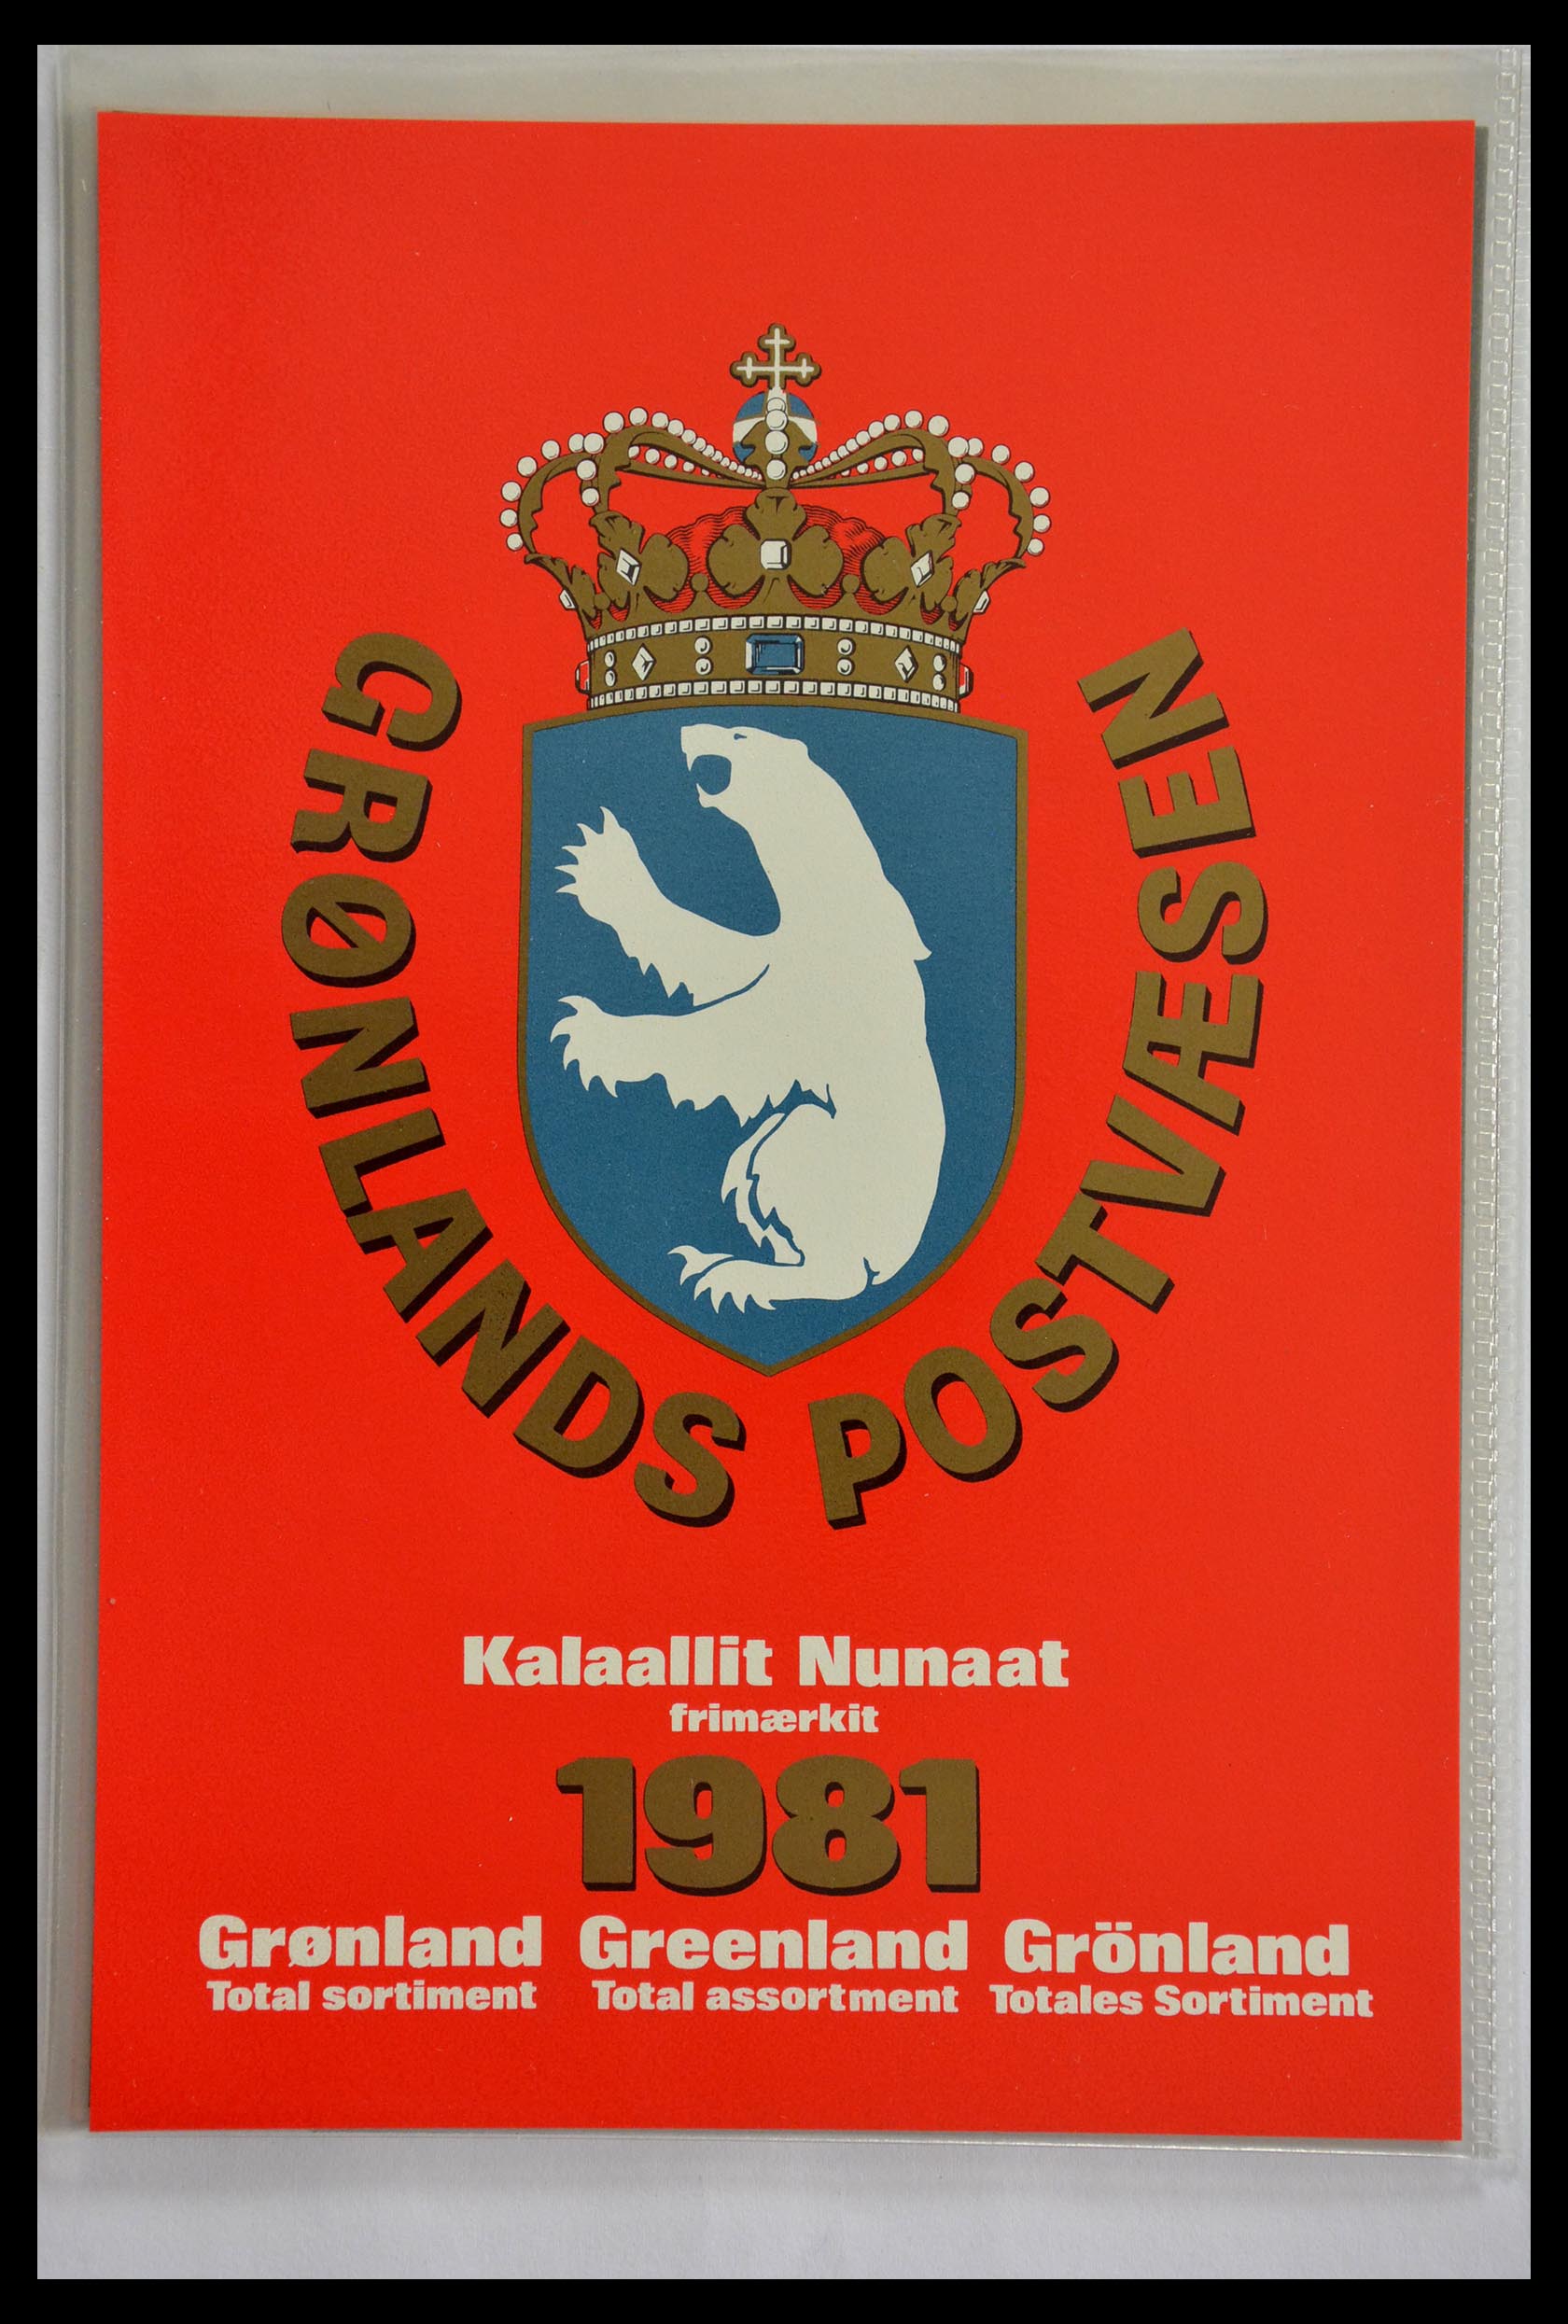 GRØNLANDS POSTVÆSEN
Kalaallit Nunaat
frimærkit
1981
Grønland Greenland Grönland
Total sortiment Total assortment Totales Sortiment